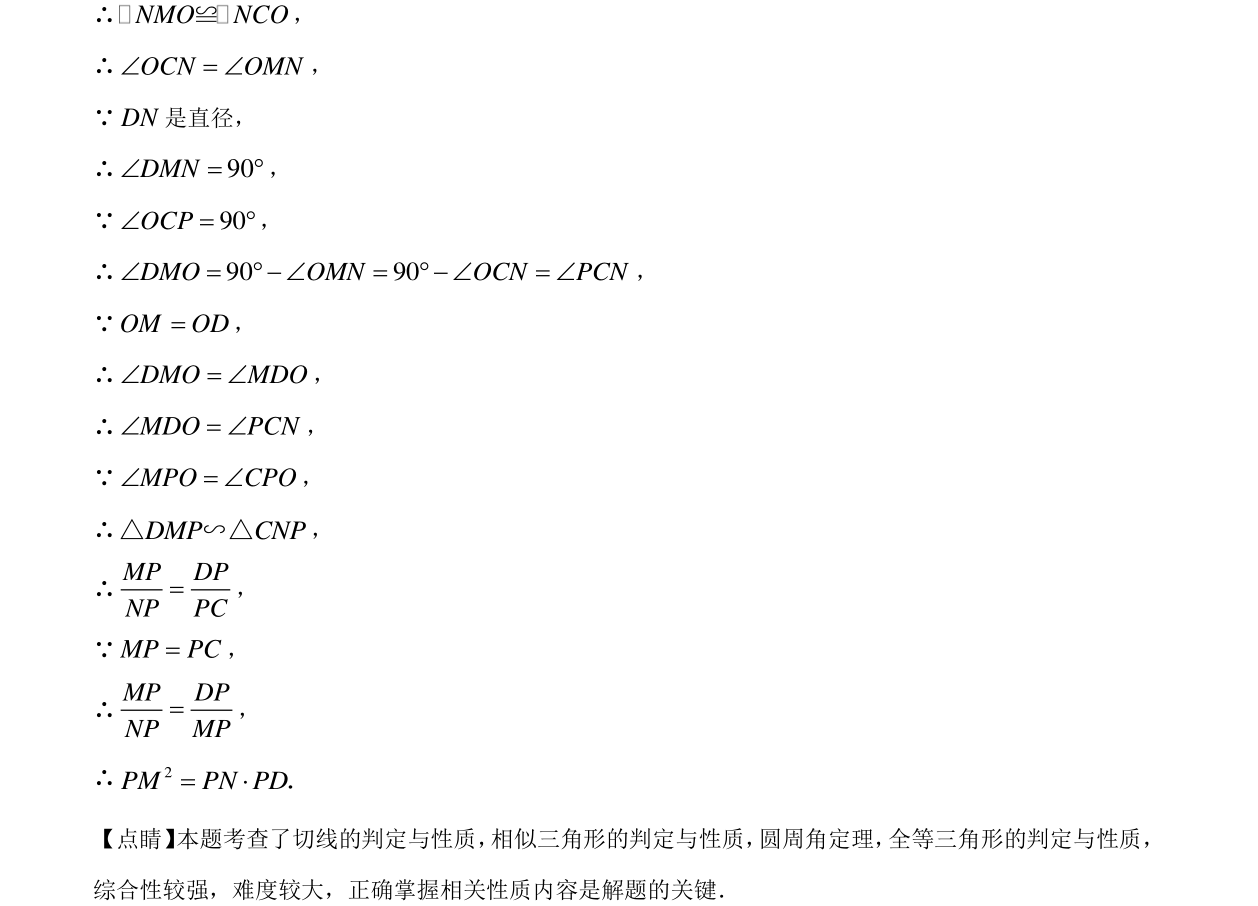 ∴□NMO≌□NCO，
∴∠OCN=∠OMN，
∵DN是直径，
∴∠DMN=90°，
∵∠OCP=90°，
∴∠DMO=90°−∠OMN=90°−∠OCN=∠PCN，
∵OM=OD，
∴∠DMO=∠MDO，
∴∠MDO=∠PCN，
∵∠MPO=∠CPO，
∴△DMP∽△CNP，
∴MP/NP=DP/PC，
∵MP=PC，
∴MP/NP=DP/MP，
∴PM²=PN·PD．
【点睛】本题考查了切线的判定与性质，相似三角形的判定与性质，圆周角定理，全等三角形的判定与性质，
综合性较强，难度较大，正确掌握相关性质内容是解题的关键．